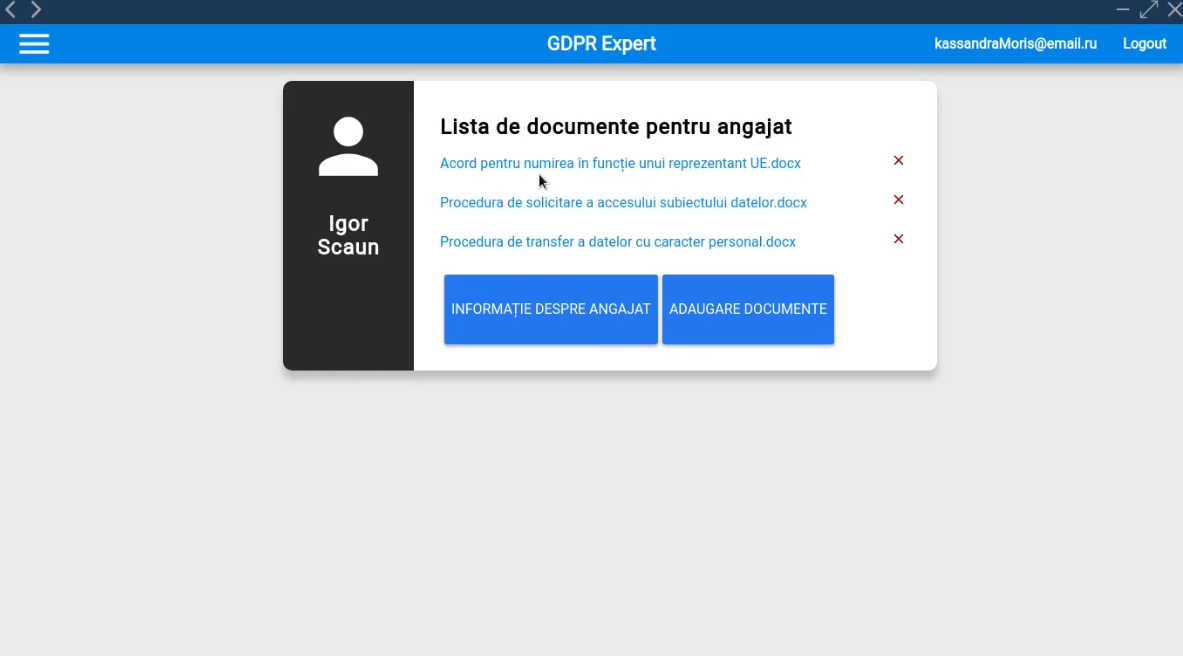 GDPR Expert
kassandraMoris@email.ru
Logout
Igor
Scaun
Lista de documente pentru angajat
Acord pentru numirea în funcție unui reprezentant UE.docx
Procedura de solicitare a accesului subiectului datelor.docx
Procedura de transfer a datelor cu caracter personal.docx
INFORMAȚIE DESPRE ANGAJAT
ADAUGARE DOCUMENTE